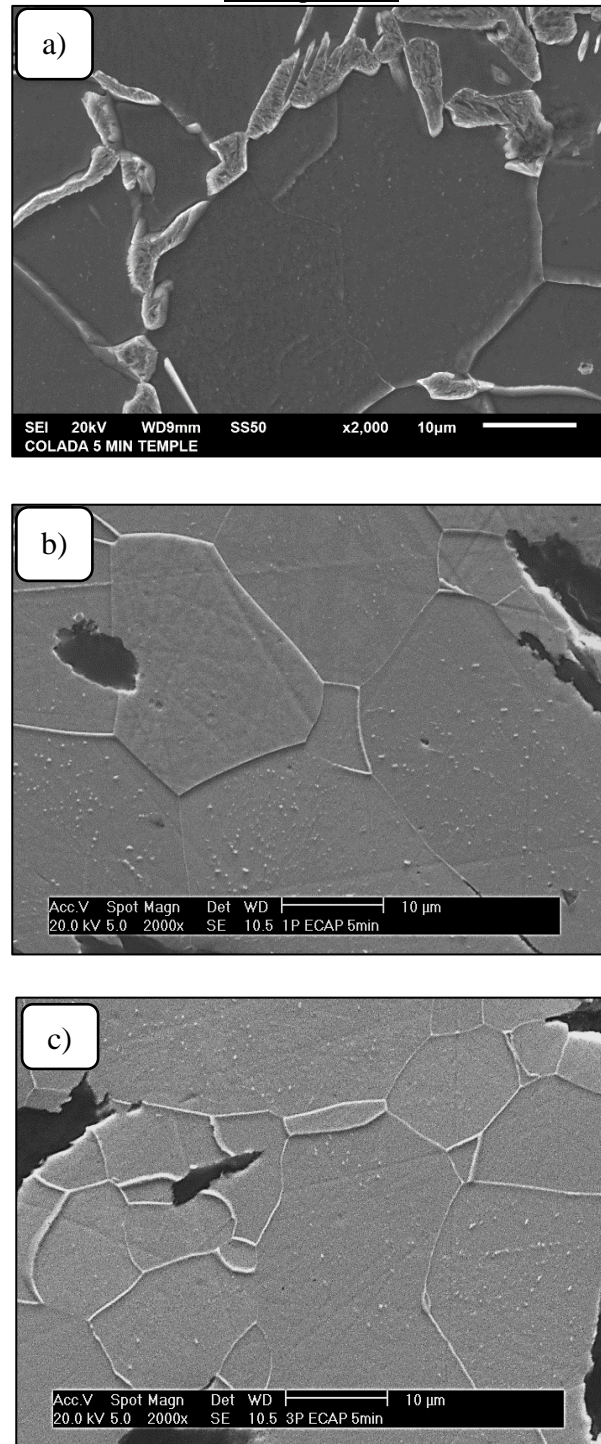 a)
SEI 20kV WD9mm SS50 x2,000 10µm
COLADA 5 MIN TEMPLE
b)
Acc.V Spot Magn Det WD 10 µm
20.0 kV 5.0 2000x SE 10.5 1P ECAP 5min
c)
Acc.V Spot Magn Det WD 10 µm
20.0 kV 5.0 2000x SE 10.5 3P ECAP 5min